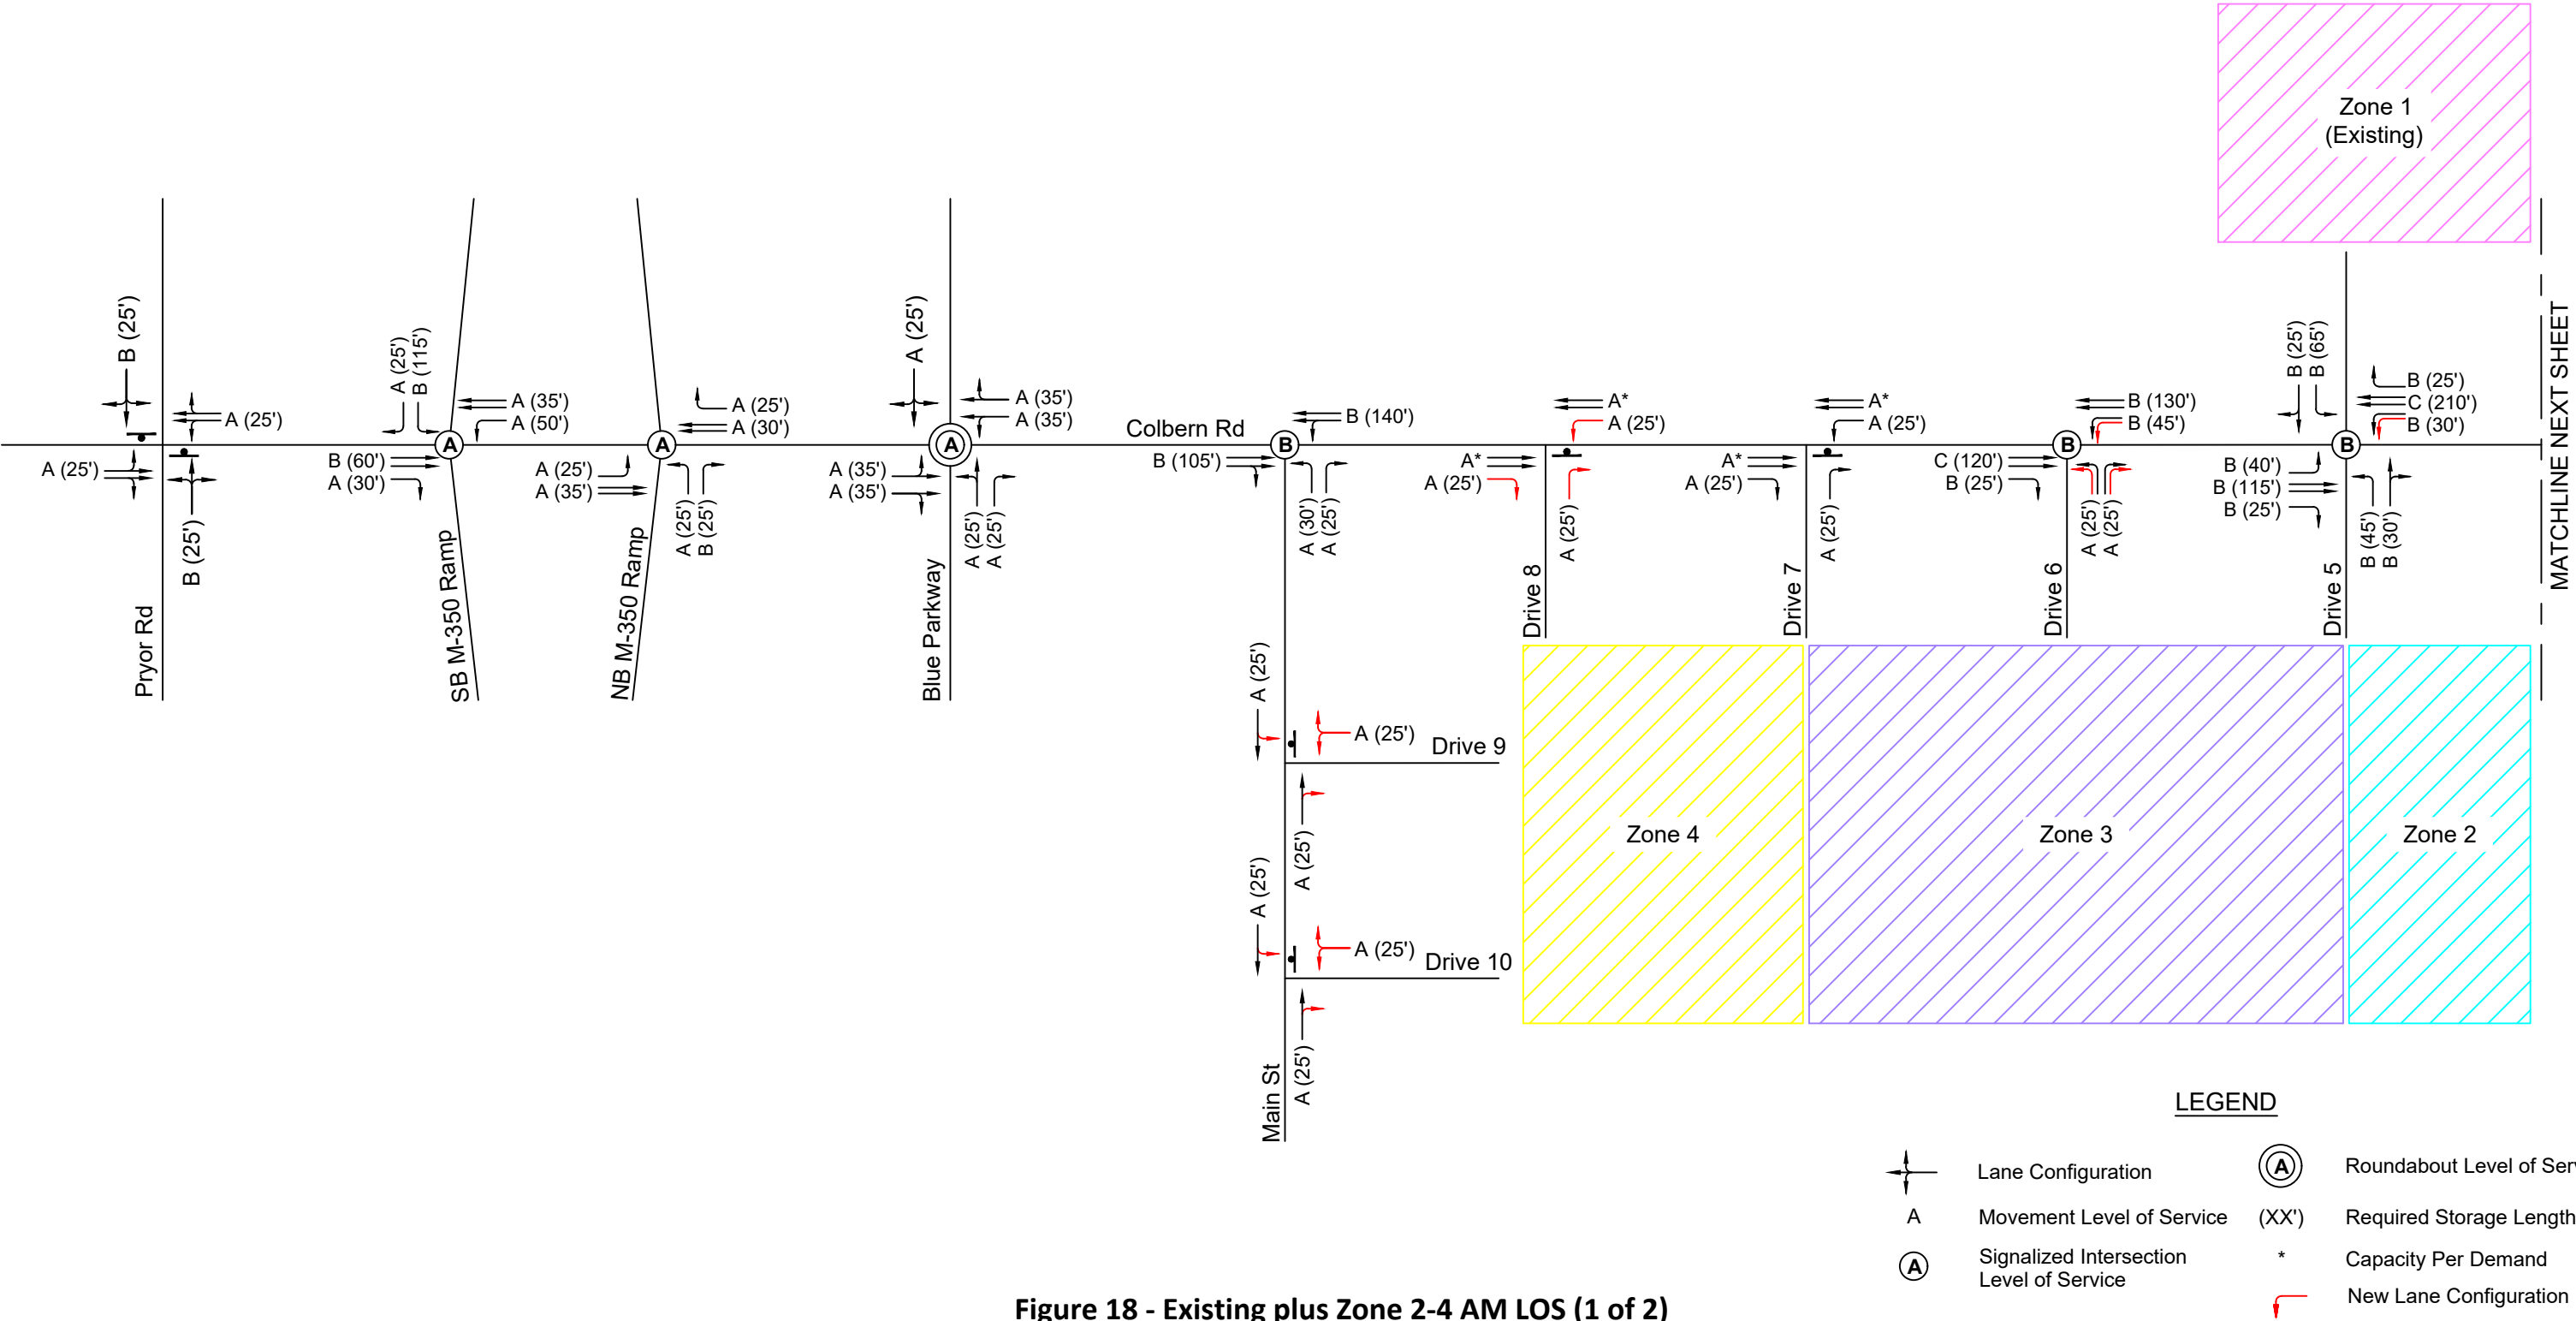 Zone 1
(Existing)
MATCHLINE NEXT SHEET
B (25')
A (25')
A (25')
B (25')
Pryor Rd
A (25')
B (115')
A (35')
A (50')
A
B (60')
A (30')
SB M-350 Ramp
A (25')
A (30')
A
A (25')
A (35')
A (25')
B (25')
NB M-350 Ramp
A (25')
A (35')
A (35')
A
A (35')
A (35')
A (25')
A (25')
Blue Parkway
Colbern Rd
B (140')
B
B (105')
A (30')
A (25')
A*
A (25')
A*
A (25')
A (25')
Drive 8
A*
A (25')
A*
A (25')
A (25')
Drive 7
B (130')
B (45')
B
C (120')
B (25')
A (25')
A (25')
Drive 6
B (25')
B (65')
B (25')
C (210')
B (30')
B
B (40')
B (115')
B (25')
B (45')
B (30')
Drive 5
A (25')
A (25')
Drive 9
A (25')
A (25')
A (25')
Drive 10
A (25')
Main St
Zone 4
Zone 3
Zone 2
LEGEND
Lane Configuration
A
Roundabout Level of Ser
A
Movement Level of Service
(XX')
Required Storage Length
A
Signalized Intersection
Level of Service
*
Capacity Per Demand
New Lane Configuration
Figure 18 - Existing plus Zone 2-4 AM LOS (1 of 2)